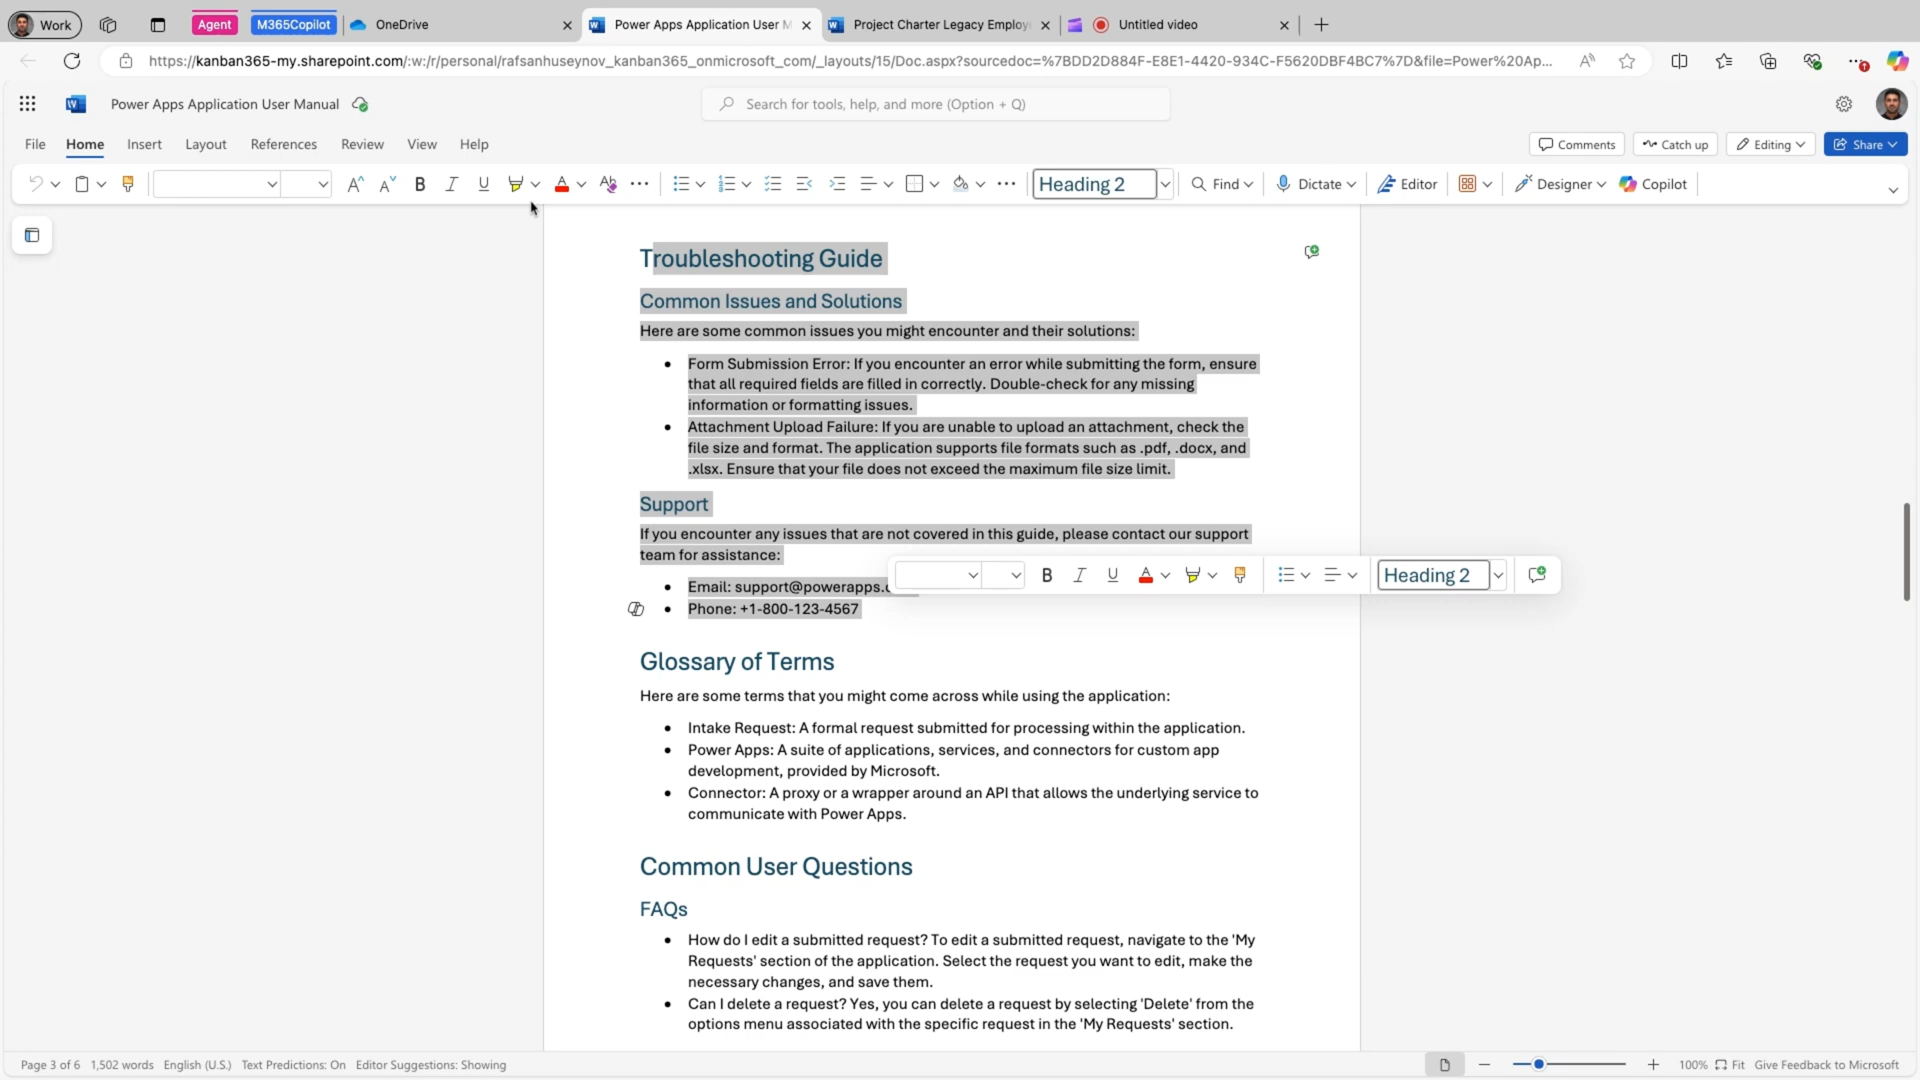 Work
Agent
M365Copilot
OneDrive
Power Apps Application User M
Project Charter Legacy Employ
Untitled video
https://kanban365-my.sharepoint.com/:w:/r/personal/rafsanhuseynov_kanban365_onmicrosoft_com/_layouts/15/Doc.aspx?sourcedoc=%7BDD2D884F-E8E1-4420-934C-F5620DBF4BC7%7D&file=Power%20Ap...
Power Apps Application User Manual
Search for tools, help, and more (Option + Q)
File
Home
Insert
Layout
References
Review
View
Help
Comments
Catch up
Editing
Share
Heading 2
Find
Dictate
Editor
Designer
Copilot
Troubleshooting Guide
Common Issues and Solutions
Here are some common issues you might encounter and their solutions:
• Form Submission Error: If you encounter an error while submitting the form, ensure
that all required fields are filled in correctly. Double-check for any missing
information or formatting issues.
• Attachment Upload Failure: If you are unable to upload an attachment, check the
file size and format. The application supports file formats such as .pdf, .docx, and
.xlsx. Ensure that your file does not exceed the maximum file size limit.
Support
If you encounter any issues that are not covered in this guide, please contact our support
team for assistance:
• Email: support@powerapps.c
Heading 2
• Phone: +1-800-123-4567
Glossary of Terms
Here are some terms that you might come across while using the application:
• Intake Request: A formal request submitted for processing within the application.
• Power Apps: A suite of applications, services, and connectors for custom app
development, provided by Microsoft.
• Connector: A proxy or a wrapper around an API that allows the underlying service to
communicate with Power Apps.
Common User Questions
FAQs
• How do I edit a submitted request? To edit a submitted request, navigate to the 'My
Requests' section of the application. Select the request you want to edit, make the
necessary changes, and save them.
• Can I delete a request? Yes, you can delete a request by selecting 'Delete' from the
options menu associated with the specific request in the 'My Requests' section.
Page 3 of 6
1,502 words
English (U.S.)
Text Predictions: On
Editor Suggestions: Showing
100%
Fit
Give Feedback to Microsoft